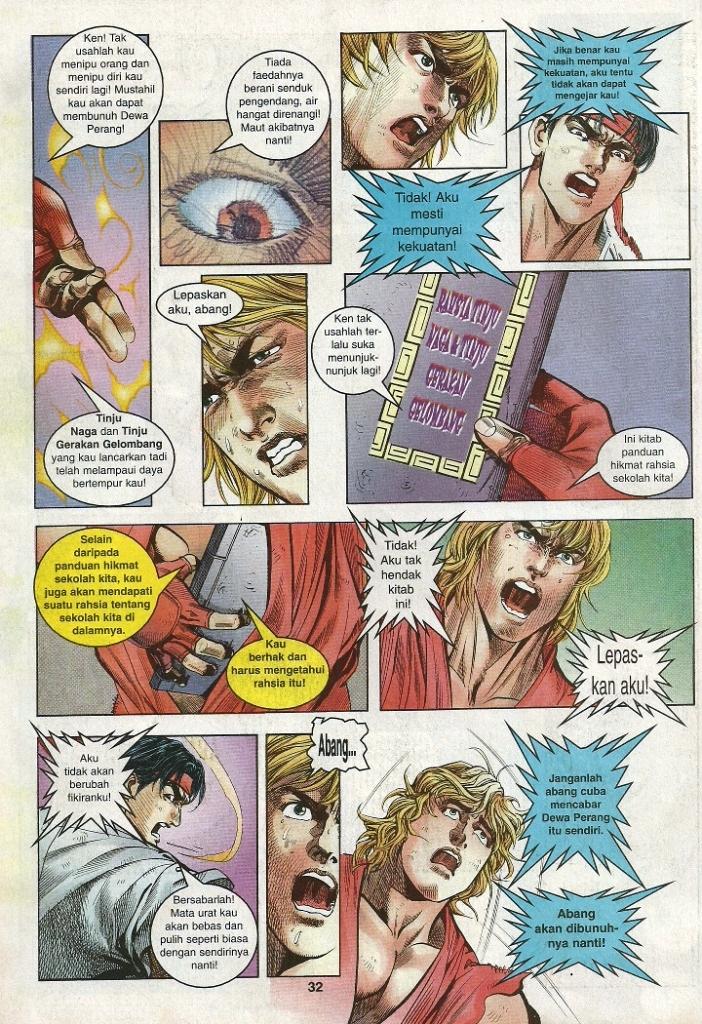 Ken! Tak
usahlah kau
menipu orang dan
menipu diri kau
sendiri lagi! Mustahil
kau akan dapat
membunuh Dewa
Perang!
Tinju
Naga dan Tinju
Gerakan Gelombang
yang kau lancarkan tadi
telah melampaui daya
bertempur kau!
Tiada
faedahnya
berani senduk
pengendang, air
hangat direnangi!
Maut akibatnya
nanti!
Jika benar kau
masih mempunyai
kekuatan, aku tentu
tidak akan dapat
mengejar kau!
Tidak! Aku
mesti
mempunyai
kekuatan!
Lepaskan
aku, abang!
Ken tak
usahlah ter-
lalu suka
menunjuk-
nunjuk lagi!
RAHSIA TINJU
NAGA & TINJU
GERAKAN
GELOMBANG
Ini kitab
panduan
hikmat rahsia
sekolah kita!
Selain
daripada
panduan hikmat
sekolah kita, kau
juga akan mendapati
suatu rahsia tentang
sekolah kita di
dalamnya.
Kau
berhak dan
harus mengetahui
rahsia itu!
Tidak!
Aku tak
hendak
kitab
ini!
Lepas-
kan aku!
Aku
tidak akan
berubah
fikiranku!
Bersabarlah!
Mata urat kau
akan bebas dan
pulih seperti biasa
dengan sendirinya
nanti!
Abang...
Janganlah
abang cuba
mencabar
Dewa Perang
itu sendiri.
Abang
akan dibunuh-
nya nanti!
32